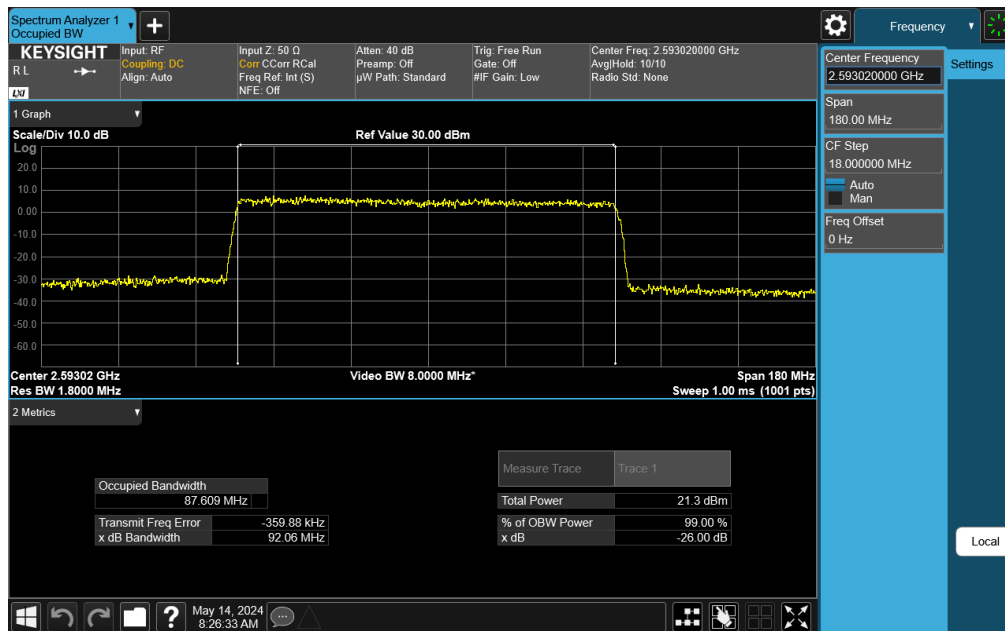 Spectrum Analyzer 1
Occupied BW
Frequency
KEYSIGHT
R L
LXI
Input: RF
Coupling: DC
Align: Auto
Input Z: 50 Ω
Corr CCorr RCal
Freq Ref: Int (S)
NFE: Off
Atten: 40 dB
Preamp: Off
µW Path: Standard
Trig: Free Run
Gate: Off
#IF Gain: Low
Center Freq: 2.593020000 GHz
Avg|Hold: 10/10
Radio Std: None
Center Frequency
2.593020000 GHz
Settings
Span
180.00 MHz
CF Step
18.000000 MHz
Auto
Man
Freq Offset
0 Hz
Local
1 Graph
Scale/Div 10.0 dB
Ref Value 30.00 dBm
Log
20.0
10.0
0.00
-10.0
-20.0
-30.0
-40.0
-50.0
-60.0
Center 2.59302 GHz
Video BW 8.0000 MHz*
Span 180 MHz
Res BW 1.8000 MHz
Sweep 1.00 ms (1001 pts)
2 Metrics
Measure Trace Trace 1
Occupied Bandwidth
87.609 MHz
Total Power 21.3 dBm
Transmit Freq Error -359.88 kHz
% of OBW Power 99.00 %
x dB Bandwidth 92.06 MHz
x dB -26.00 dB
?
May 14, 2024
8:26:33 AM